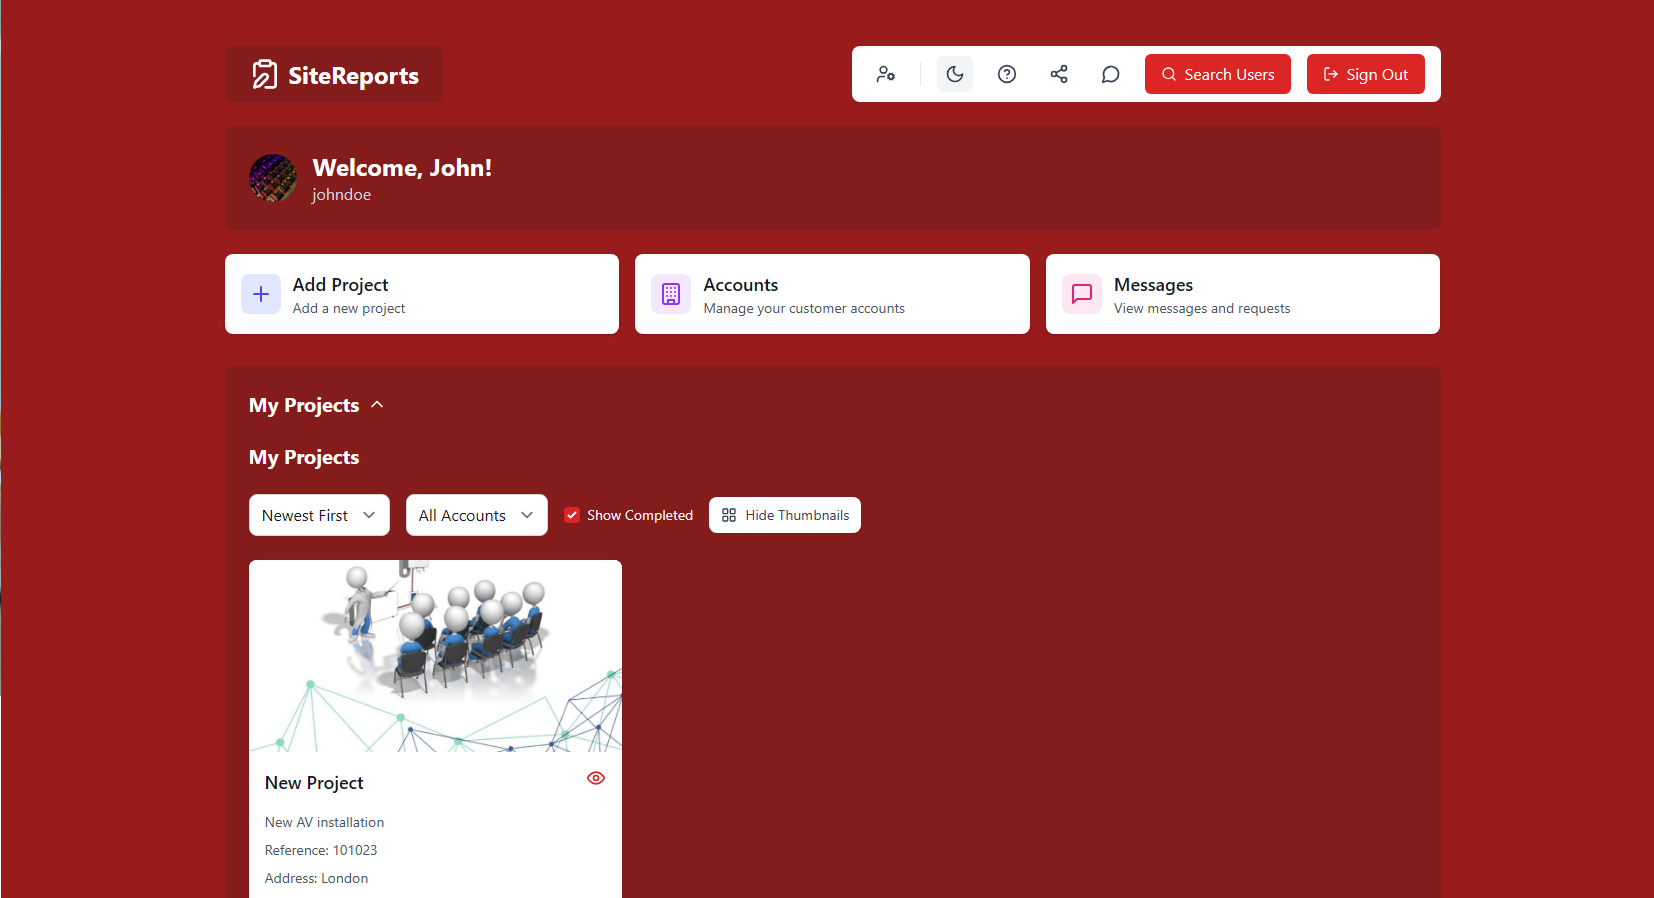 SiteReports
Search Users
Sign Out
Welcome, John!
johndoe
Add Project
Add a new project
Accounts
Manage your customer accounts
Messages
View messages and requests
My Projects
My Projects
Newest First
All Accounts
Show Completed
Hide Thumbnails
New Project
New AV installation
Reference: 101023
Address: London